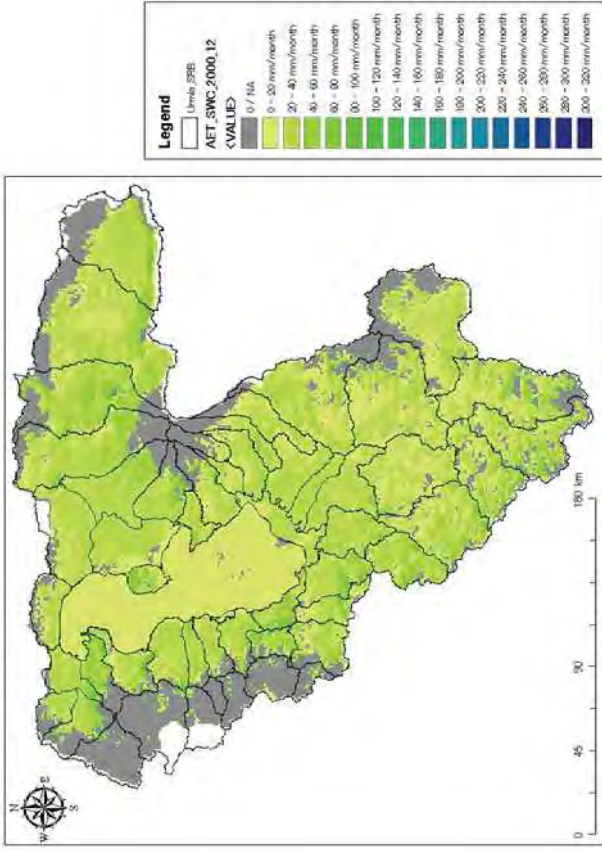 N
W
E
S
Legend
Urmia_SRB
AET_SWC_2000_12
<VALUE>
0 / NA
0 - 20 mm/month
20 - 40 mm/month
40 - 60 mm/month
60 - 80 mm/month
80 - 100 mm/month
100 - 120 mm/month
120 - 140 mm/month
140 - 160 mm/month
160 - 180 mm/month
180 - 200 mm/month
200 - 220 mm/month
220 - 240 mm/month
240 - 260 mm/month
260 - 280 mm/month
280 - 300 mm/month
300 - 320 mm/month
0 45 90 180 km